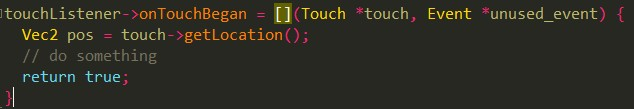 touchListener->onTouchBegan = [](Touch *touch, Event *unused_event) {
Vec2 pos = touch->getLocation();
// do something
return true;
}